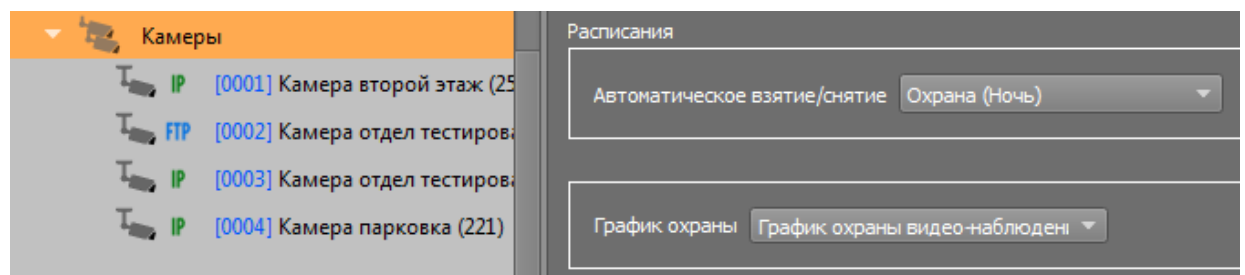 Камеры
IP [0001] Камера второй этаж (25
FTP [0002] Камера отдел тестирова
IP [0003] Камера отдел тестирова
IP [0004] Камера парковка (221)
Расписания
Автоматическое взятие/снятие Охрана (Ночь)
График охраны График охраны видео-наблюден